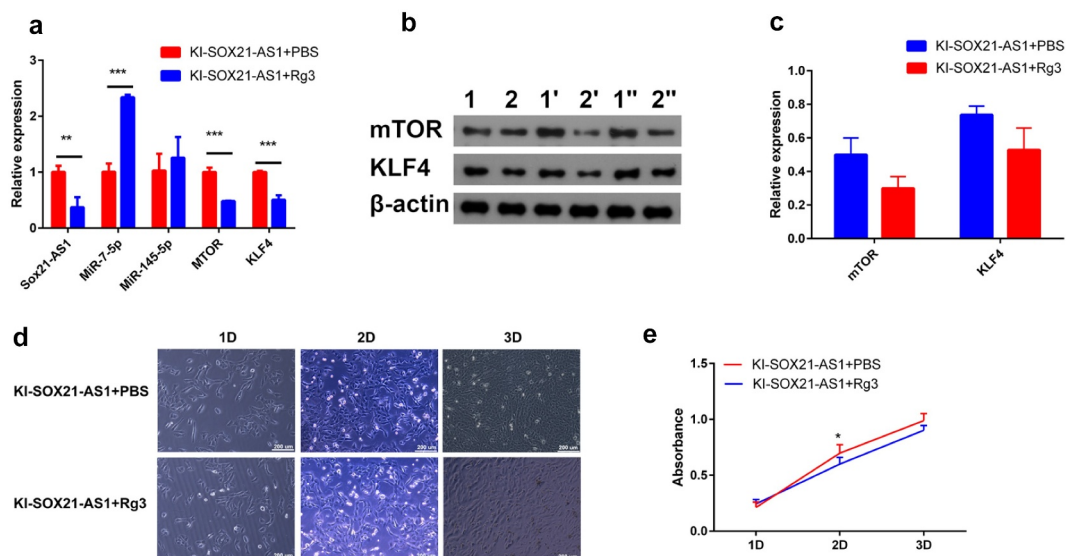 a
KI-SOX21-AS1+PBS
KI-SOX21-AS1+Rg3
Relative expression
3
2
1
0
**
***
***
***
Sox21-AS1
MiR-7-5p
MiR-145-5p
MTOR
KLF4
b
1 2 1' 2' 1" 2"
mTOR
KLF4
β-actin
c
KI-SOX21-AS1+PBS
KI-SOX21-AS1+Rg3
Relative expression
1.0
0.8
0.6
0.4
0.2
0.0
mTOR
KLF4
d
1D 2D 3D
KI-SOX21-AS1+PBS
200 um
200 um
200 um
KI-SOX21-AS1+Rg3
200 um
200 um
200 um
e
KI-SOX21-AS1+PBS
KI-SOX21-AS1+Rg3
Absorbance
1.5
1.0
0.5
0.0
*
1D 2D 3D